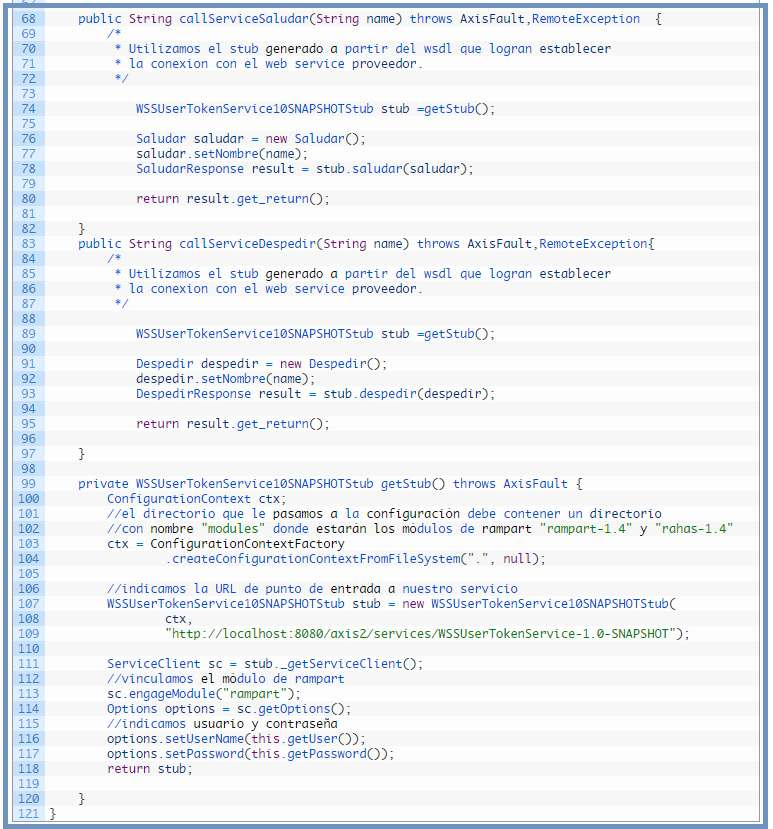 68 public String callServiceSaludar(String name) throws AxisFault,RemoteException {
69 /*
70 * Utilizamos el stub generado a partir del wsdl que logran establecer
71 * la conexion con el web service proveedor.
72 */
73
74 WSSUserTokenService10SNAPSHOTStub stub =getStub();
75
76 Saludar saludar = new Saludar();
77 saludar.setNombre(name);
78 SaludarResponse result = stub.saludar(saludar);
79
80 return result.get_return();
81
82 }
83 public String callServiceDespedir(String name) throws AxisFault,RemoteException{
84 /*
85 * Utilizamos el stub generado a partir del wsdl que logran establecer
86 * la conexion con el web service proveedor.
87 */
88
89 WSSUserTokenService10SNAPSHOTStub stub =getStub();
90
91 Despedir despedir = new Despedir();
92 despedir.setNombre(name);
93 DespedirResponse result = stub.despedir(despedir);
94
95 return result.get_return();
96
97 }
98
99 private WSSUserTokenService10SNAPSHOTStub getStub() throws AxisFault {
100 ConfigurationContext ctx;
101 //el directorio que le pasamos a la configuración debe contener un directorio
102 //con nombre "modules" donde estarán los módulos de rampart "rampart-1.4" y "rahas-1.4"
103 ctx = ConfigurationContextFactory
104 .createConfigurationContextFromFileSystem(".", null);
105
106 //indicamos la URL de punto de entrada a nuestro servicio
107 WSSUserTokenService10SNAPSHOTStub stub = new WSSUserTokenService10SNAPSHOTStub(
108 ctx,
109 "http://localhost:8080/axis2/services/WSSUserTokenService-1.0-SNAPSHOT");
110
111 ServiceClient sc = stub._getServiceClient();
112 //vinculamos el módulo de rampart
113 sc.engageModule("rampart");
114 Options options = sc.getOptions();
115 //indicamos usuario y contraseña
116 options.setUserName(this.getUser());
117 options.setPassword(this.getPassword());
118 return stub;
119
120 }
121 }